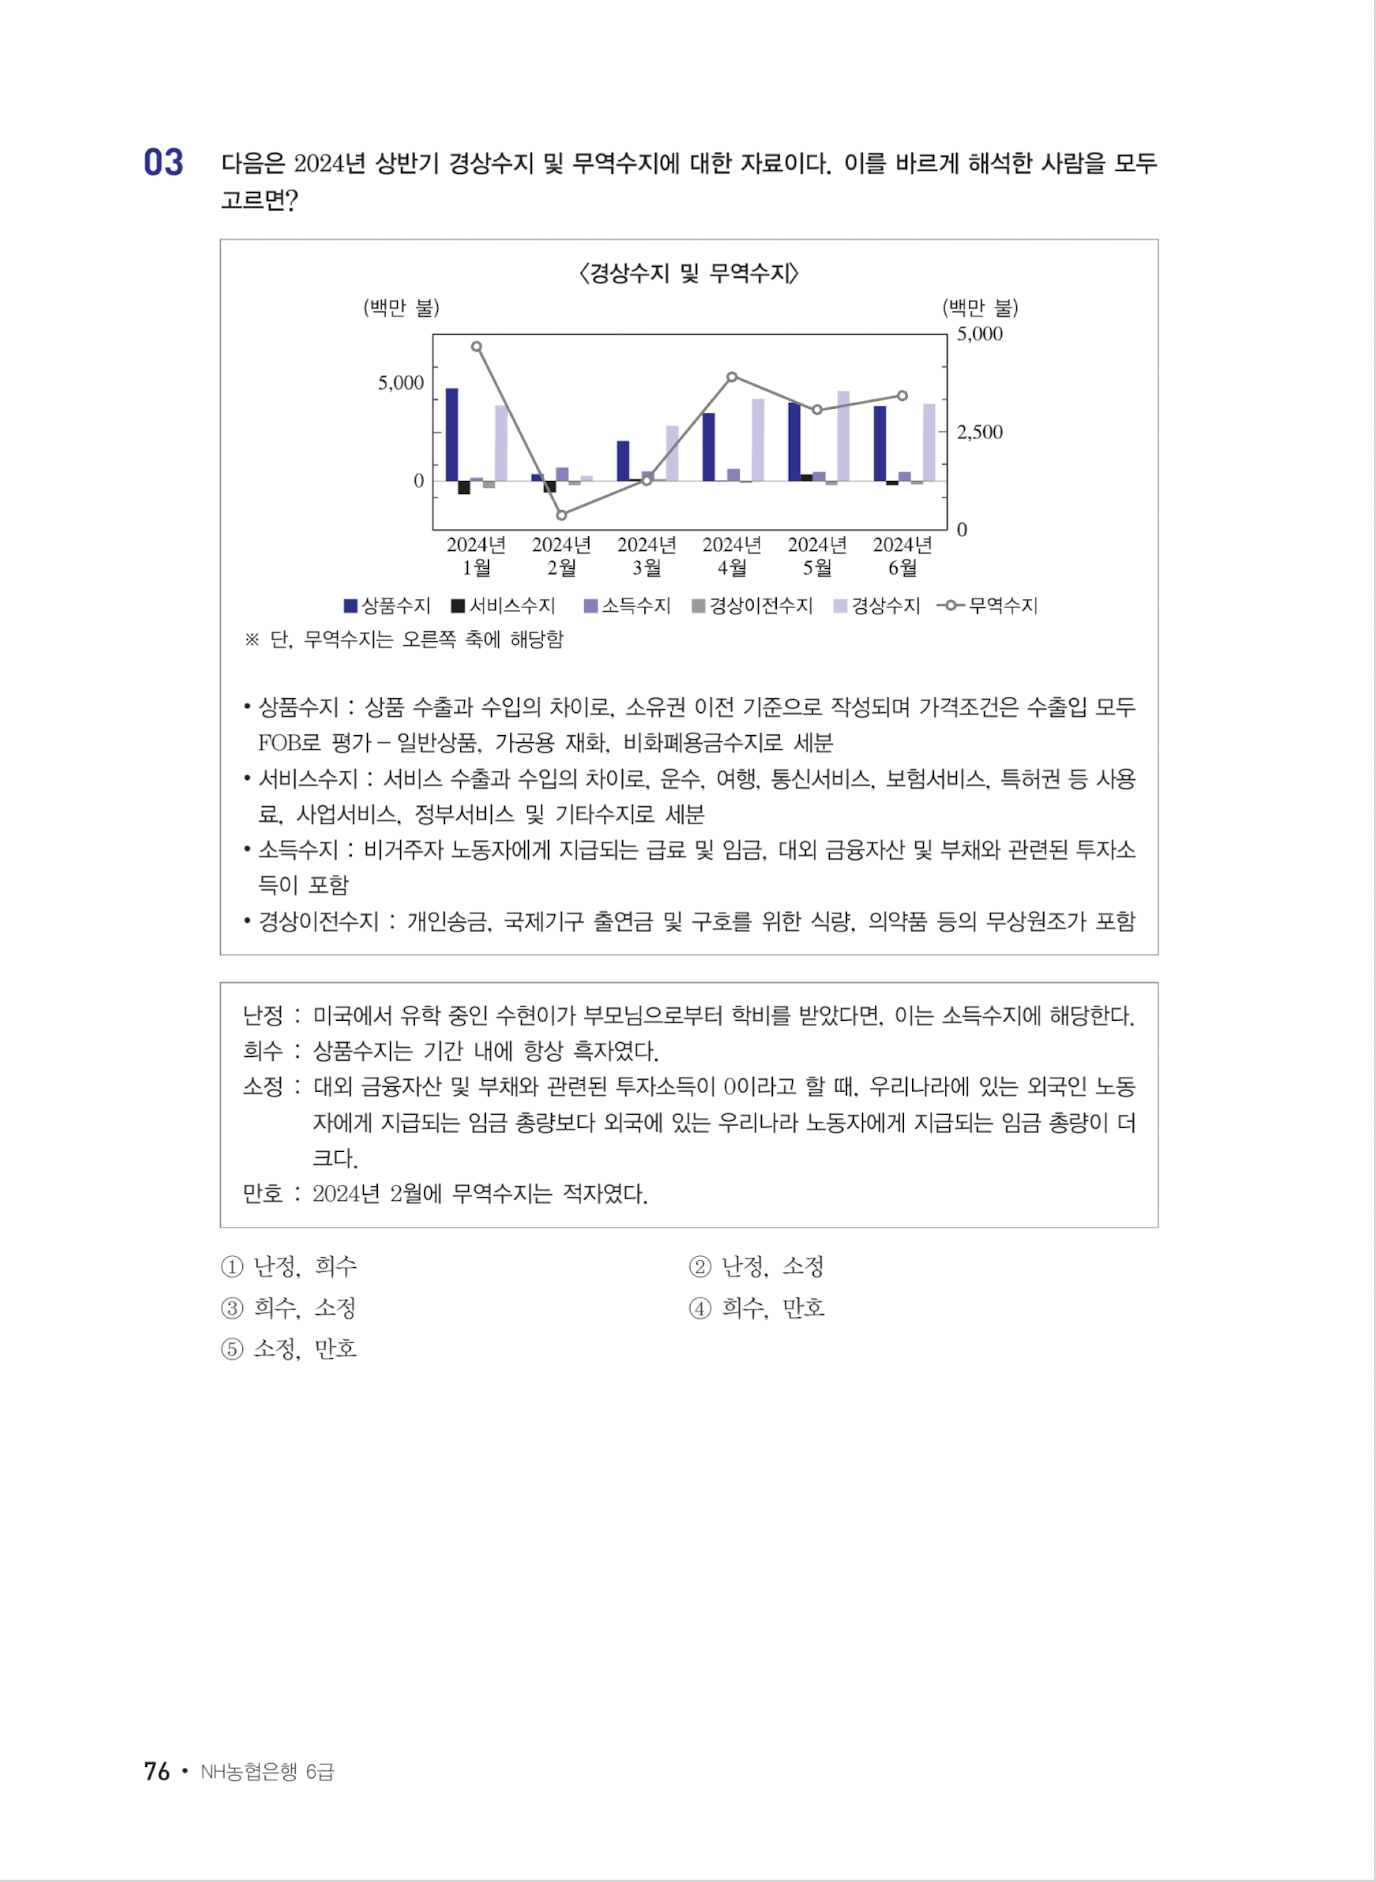 03 다음은 2024년 상반기 경상수지 및 무역수지에 대한 자료이다. 이를 바르게 해석한 사람을 모두
고르면?
〈경상수지 및 무역수지〉
(백만 불) (백만 불)
5,000
5,000
2,500
0
0
2024년 2024년 2024년 2024년 2024년 2024년
1월 2월 3월 4월 5월 6월
상품수지 서비스수지 소득수지 경상이전수지 경상수지 무역수지
※ 단, 무역수지는 오른쪽 축에 해당함
• 상품수지 : 상품 수출과 수입의 차이로, 소유권 이전 기준으로 작성되며 가격조건은 수출입 모두
FOB로 평가 – 일반상품, 가공용 재화, 비화폐용금수지로 세분
• 서비스수지 : 서비스 수출과 수입의 차이로, 운수, 여행, 통신서비스, 보험서비스, 특허권 등 사용
료, 사업서비스, 정부서비스 및 기타수지로 세분
• 소득수지 : 비거주자 노동자에게 지급되는 급료 및 임금, 대외 금융자산 및 부채와 관련된 투자소
득이 포함
• 경상이전수지 : 개인송금, 국제기구 출연금 및 구호를 위한 식량, 의약품 등의 무상원조가 포함
난정 : 미국에서 유학 중인 수현이가 부모님으로부터 학비를 받았다면, 이는 소득수지에 해당한다.
희수 : 상품수지는 기간 내에 항상 흑자였다.
소정 : 대외 금융자산 및 부채와 관련된 투자소득이 0이라고 할 때, 우리나라에 있는 외국인 노동
자에게 지급되는 임금 총량보다 외국에 있는 우리나라 노동자에게 지급되는 임금 총량이 더
크다.
만호 : 2024년 2월에 무역수지는 적자였다.
① 난정, 희수 ② 난정, 소정
③ 희수, 소정 ④ 희수, 만호
⑤ 소정, 만호
76 • NH농협은행 6급